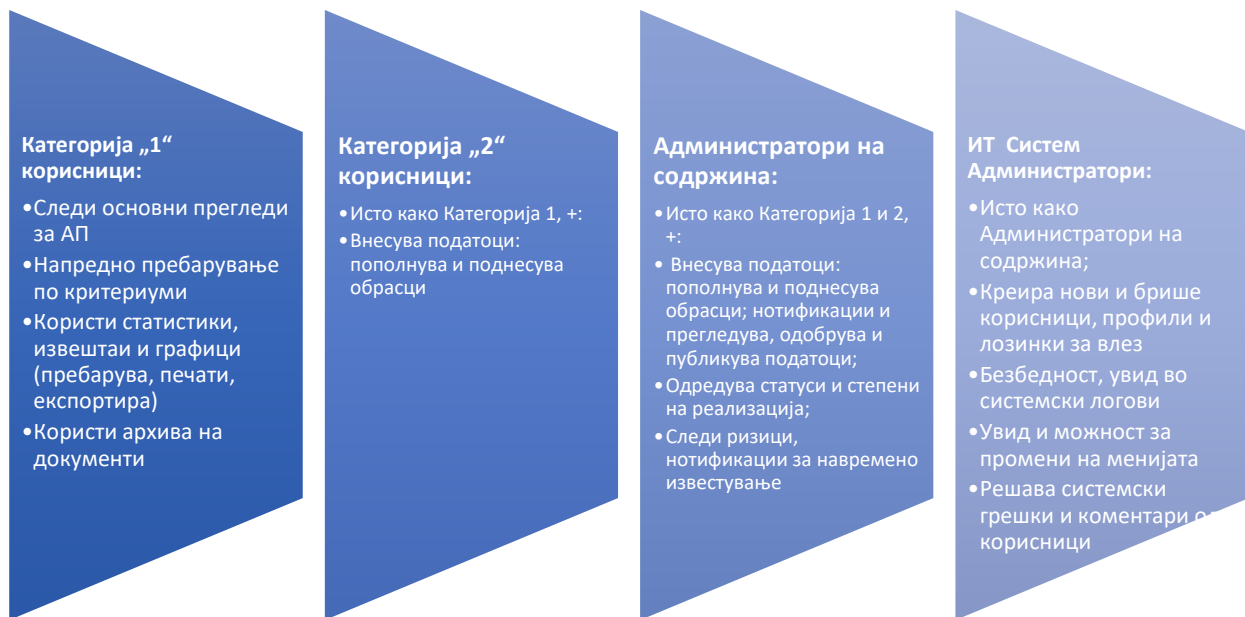 Категорија „1“
корисници:
•Следи основни прегледи
за АП
•Напредно пребарување
по критериуми
•Користи статистики,
извештаи и графици
(пребарува, печати,
експортира)
•Користи архива на
документи
Категорија „2“
корисници:
•Исто како Категорија 1, +:
•Внесува податоци:
пополнува и поднесува
обрасци
Администратори на
содржина:
•Исто како Категорија 1 и 2,
+:
• Внесува податоци:
пополнува и поднесува
обрасци; нотификации и
прегледува, одобрува и
публикува податоци;
•Одредува статуси и степени
на реализација;
•Следи ризици,
нотификации за навремено
известување
ИТ Систем
Администратори:
•Исто како
Администратори на
содржина;
•Креира нови и брише
корисници, профили и
лозинки за влез
•Безбедност, увид во
системски логови
•Увид и можност за
промени на менијата
•Решава системски
грешки и коментари од
корисници